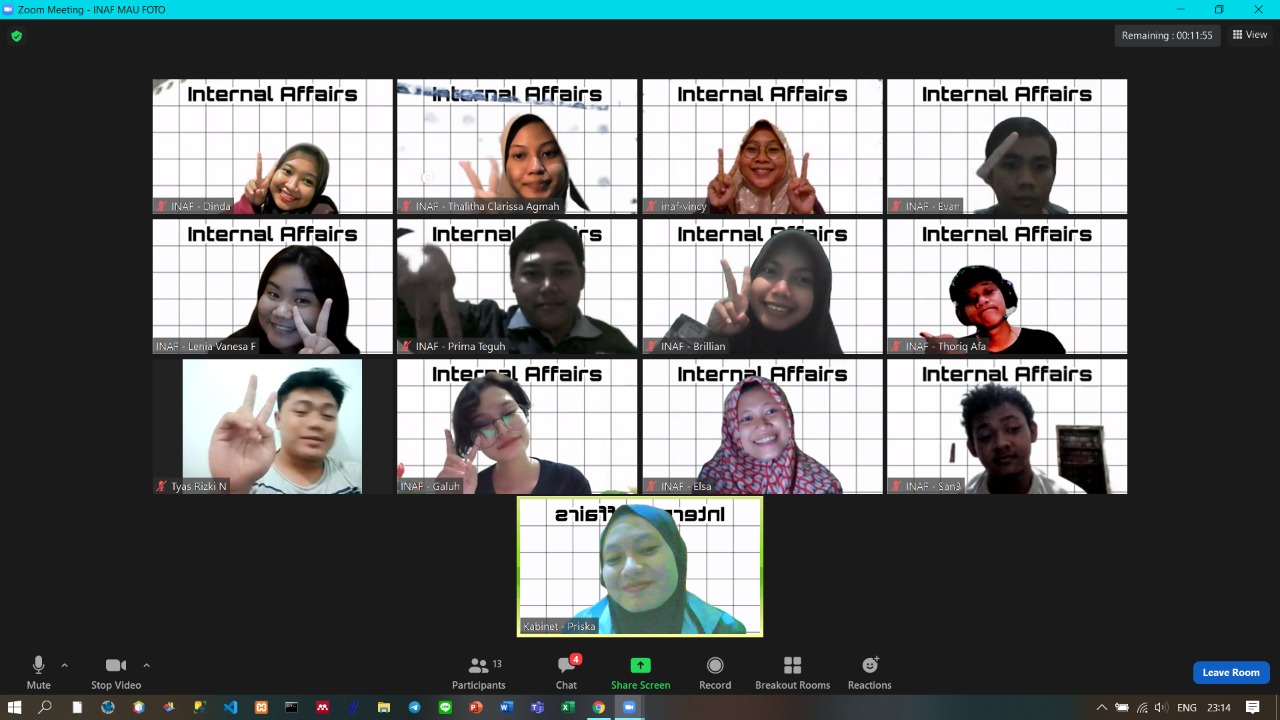 Zoom Meeting - INAF MAU FOTO
Remaining : 00:11:55
View
Internal Affairs
Internal Affairs
Internal Affairs
Internal Affairs
INAF - Dinda
INAF - Thalitha Clarissa Agmah
inaf-vincy
INAF - Evan
Internal Affairs
Internal Affairs
Internal Affairs
Internal Affairs
INAF - Lenia Vanesa F
INAF - Prima Teguh
INAF - Brillian
INAF - Thoriq Afa
Internal Affairs
Internal Affairs
Internal Affairs
Tyas Rizki N
INAF - Galuh
INAF - Elsa
INAF - San3
Internal Affairs
Kabinet - Priska
Mute
Stop Video
Participants
13
Chat
4
Share Screen
Record
Breakout Rooms
Reactions
Leave Room
ENG
23:14